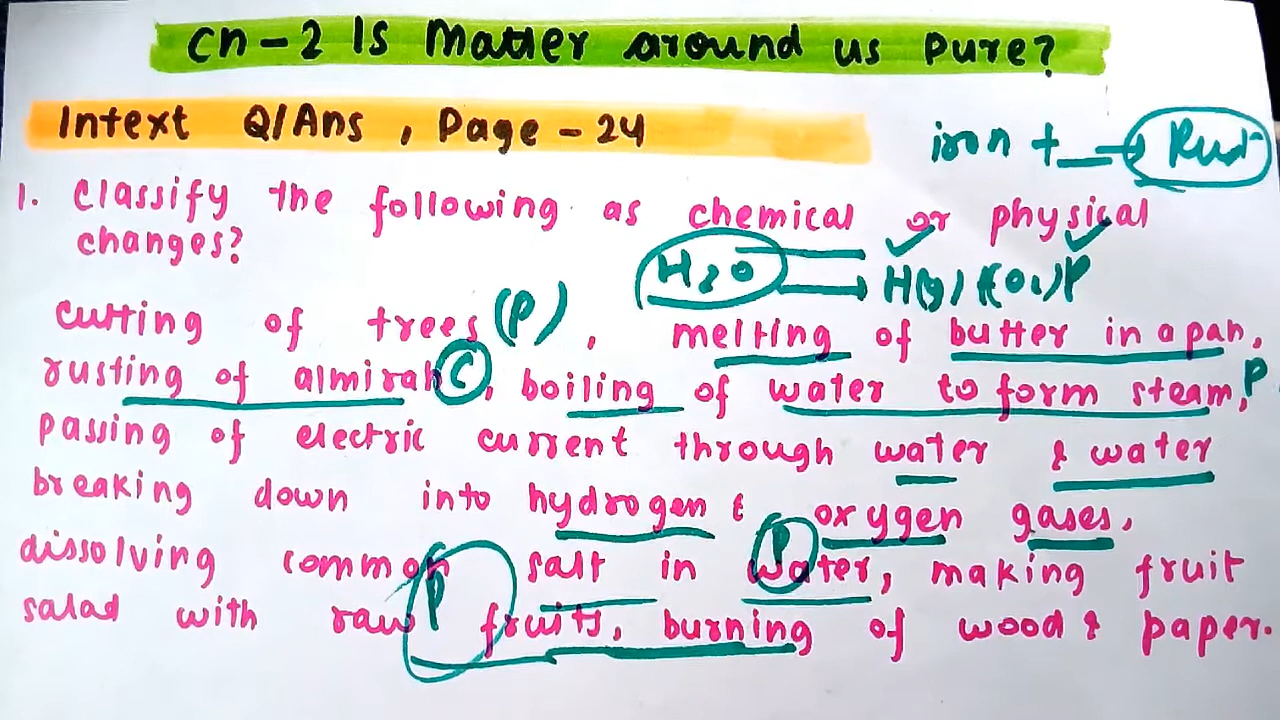 Ch-2 Is Matter around us Pure?
Intext Q/Ans, Page-24
iron + __ → Rust
1. Classify the following as chemical or physical
changes?
H2O → H(g) + (O2) P
Cutting of trees (P), melting of butter in a pan,
rusting of almirah C, boiling of water to form steam, P
passing of electric current through water & water
breaking down into hydrogen & oxygen gases,
dissolving common salt in water, P making fruit
salad with raw P fruits, burning of wood & paper.